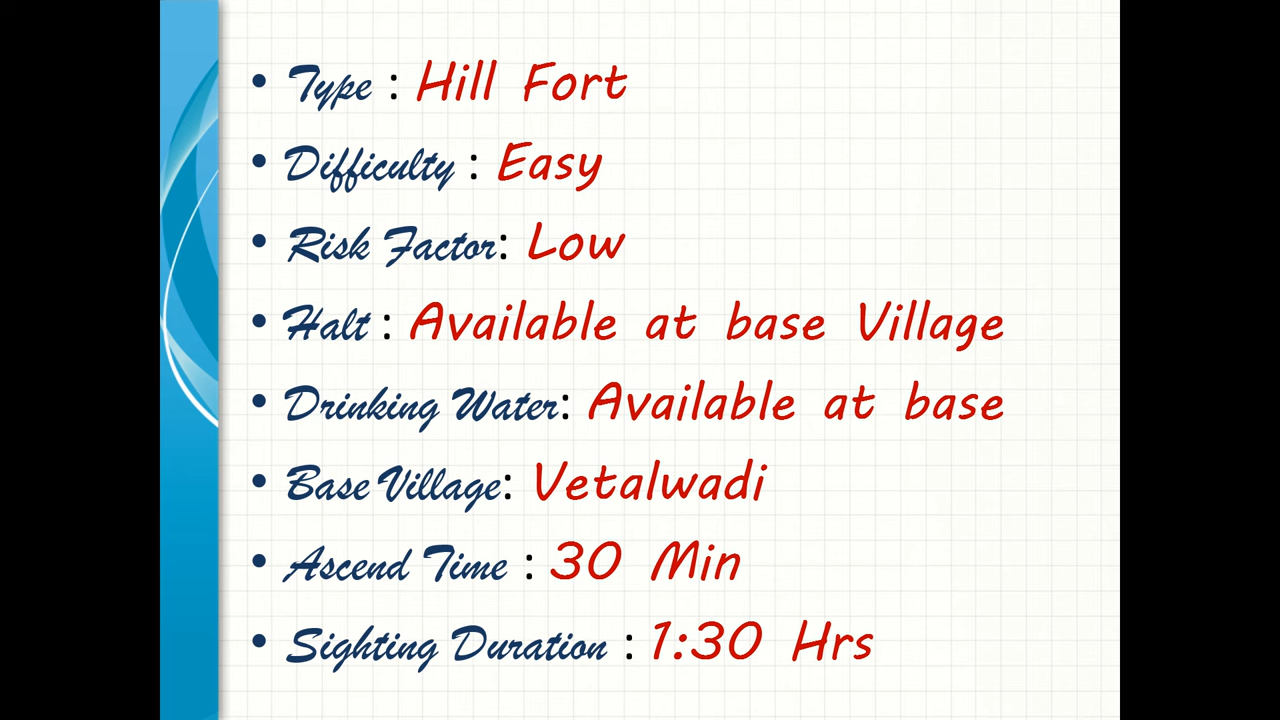 • Type : Hill Fort
• Difficulty : Easy
• Risk Factor: Low
• Halt : Available at base Village
• Drinking Water: Available at base
• Base Village: Vetalwadi
• Ascend Time : 30 Min
• Sighting Duration : 1:30 Hrs